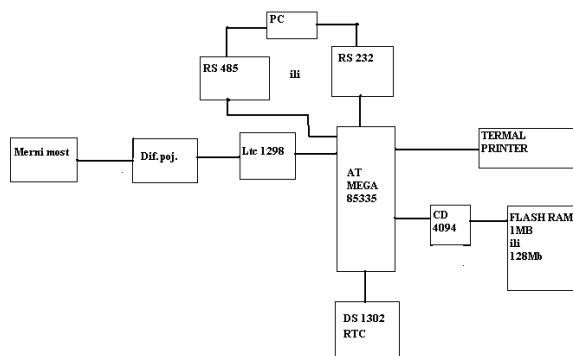 PC
RS 485
ili
RS 232
Merni most
Dif.poj.
Ltc 1298
AT
MEGA
85335
TERMAL
PRINTER
CD
4094
FLASH RAM
1MB
ili
128Mb
DS 1302
RTC